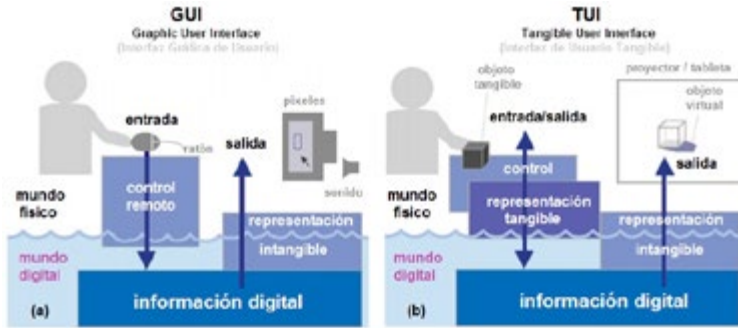 GUI
Graphic User Interface
(Interfaz Gráfica de Usuario)
entrada
ratón
salida
píxeles
sonido
control
remoto
mundo
físico
representación
intangible
mundo
digital
información digital
(a)
TUI
Tangible User Interface
(Interfaz de Usuario Tangible)
objeto
tangible
entrada/salida
proyector / tableta
objeto
virtual
salida
control
representación
tangible
mundo
físico
representación
intangible
mundo
digital
información digital
(b)